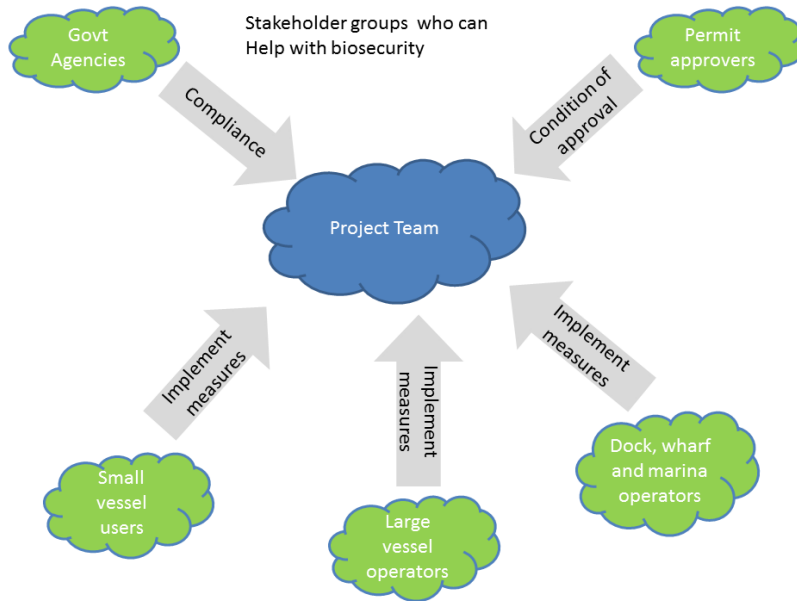 Govt
Agencies
Stakeholder groups who can
Help with biosecurity
Permit
approvers
Compliance
Condition of
approval
Project Team
Implement
measures
Implement
measures
Implement
measures
Small
vessel
users
Large
vessel
operators
Dock, wharf
and marina
operators